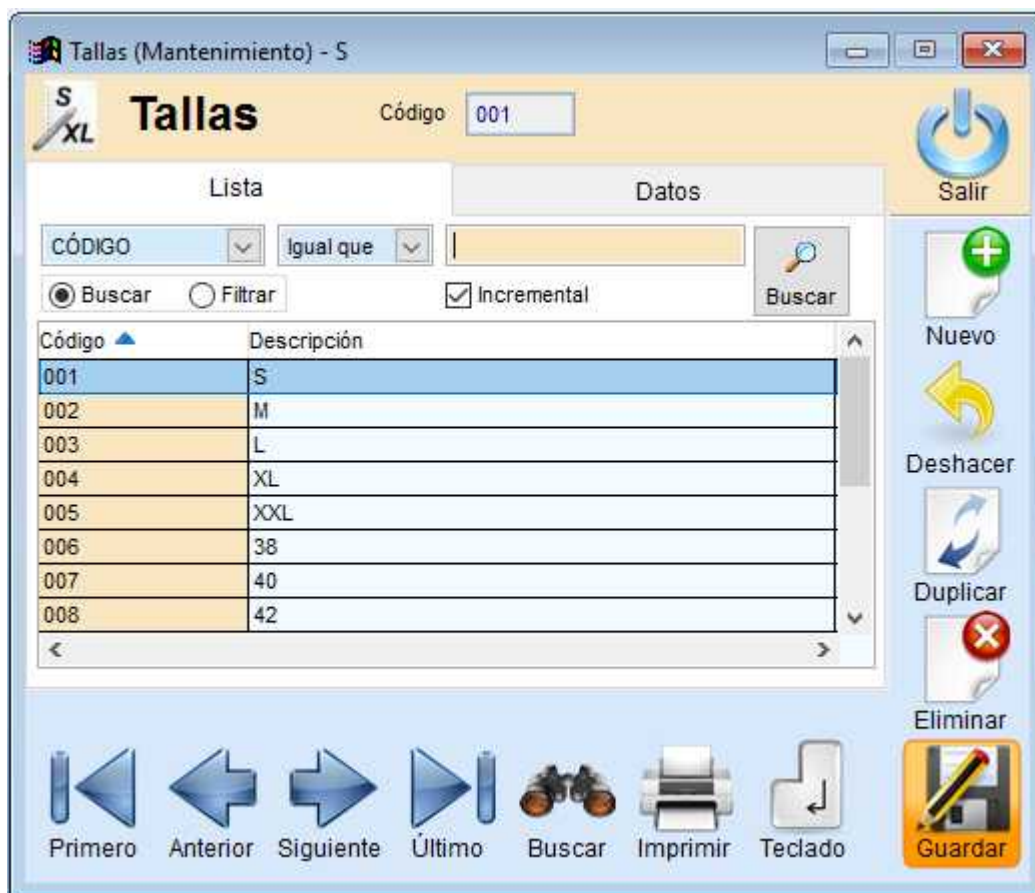 Tallas (Mantenimiento) - S
S
XL
Tallas
Código
001
Salir
Lista
Datos
CÓDIGO
Igual que
Buscar
Buscar
Filtrar
Incremental
Nuevo
Código
Descripción
001 S
002 M
003 L
004 XL
005 XXL
006 38
007 40
008 42
Deshacer
Duplicar
Eliminar
Primero
Anterior
Siguiente
Último
Buscar
Imprimir
Teclado
Guardar